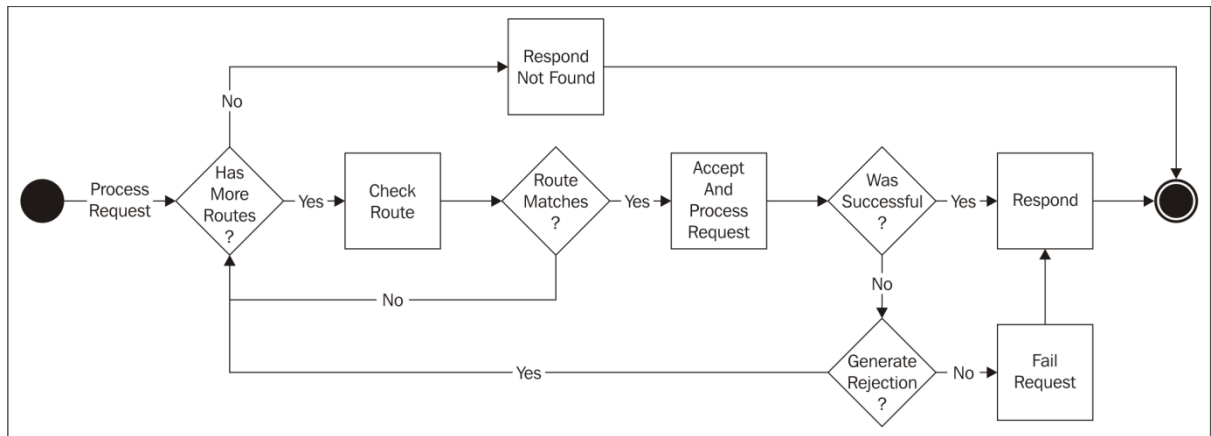 Respond
Not Found
No
Process
Request
Has
More
Routes
?
Yes
Check
Route
Route
Matches
?
Yes
Accept
And
Process
Request
Was
Successful
?
Yes
Respond
No
No
Yes
Generate
Rejection
?
No
Fail
Request